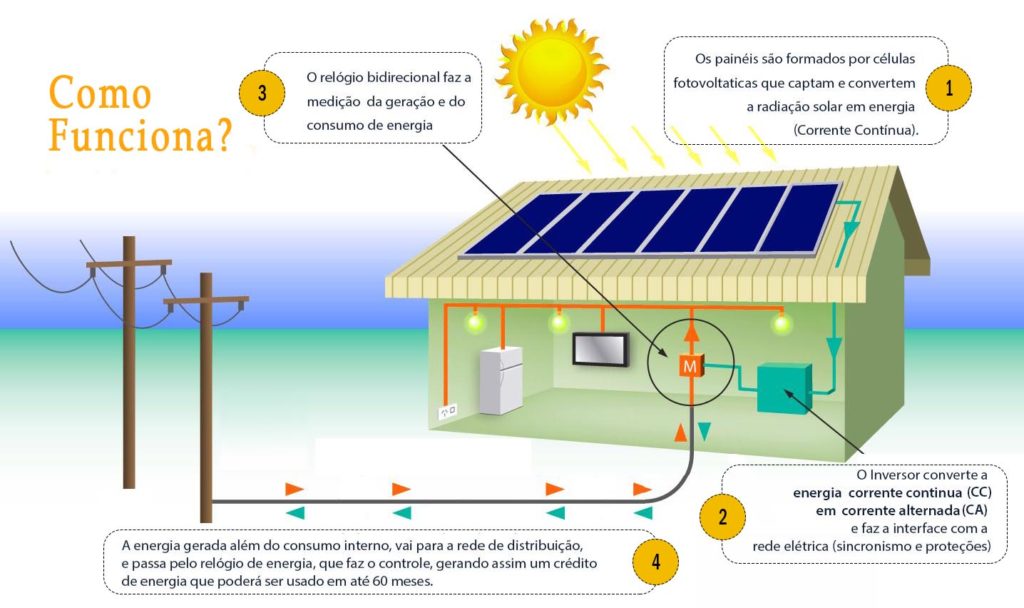 Como
Funciona?
3
O relógio bidirecional faz a
medição da geração e do
consumo de energia
Os painéis são formados por células
fotovoltaticas que captam e convertem
a radiação solar em energia
(Corrente Contínua).
1
M
2
O Inversor converte a
energia corrente continua (CC)
em corrente alternada (CA)
e faz a interface com a
rede elétrica (sincronismo e proteções)
A energia gerada além do consumo interno, vai para a rede de distribuição,
e passa pelo relógio de energia, que faz o controle, gerando assim um crédito
de energia que poderá ser usado em até 60 meses.
4